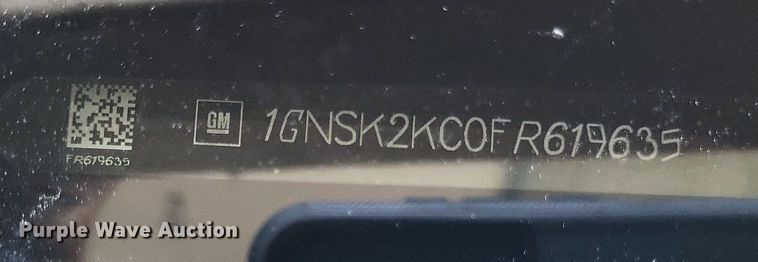 GM 1GNSK2KC0FR619635
FR619635
Purple Wave Auction